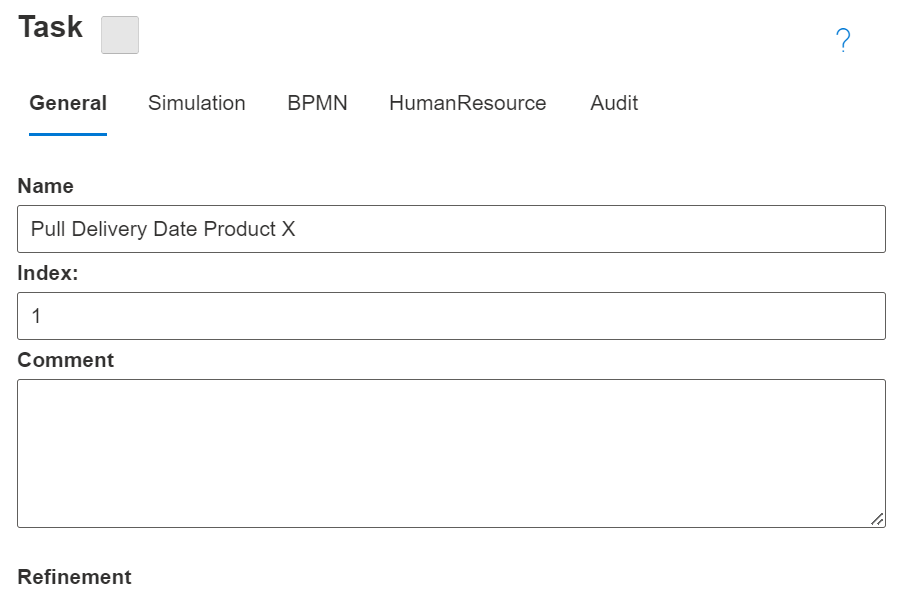 Task
?
General Simulation BPMN HumanResource Audit
Name
Pull Delivery Date Product X
Index:
1
Comment
Refinement